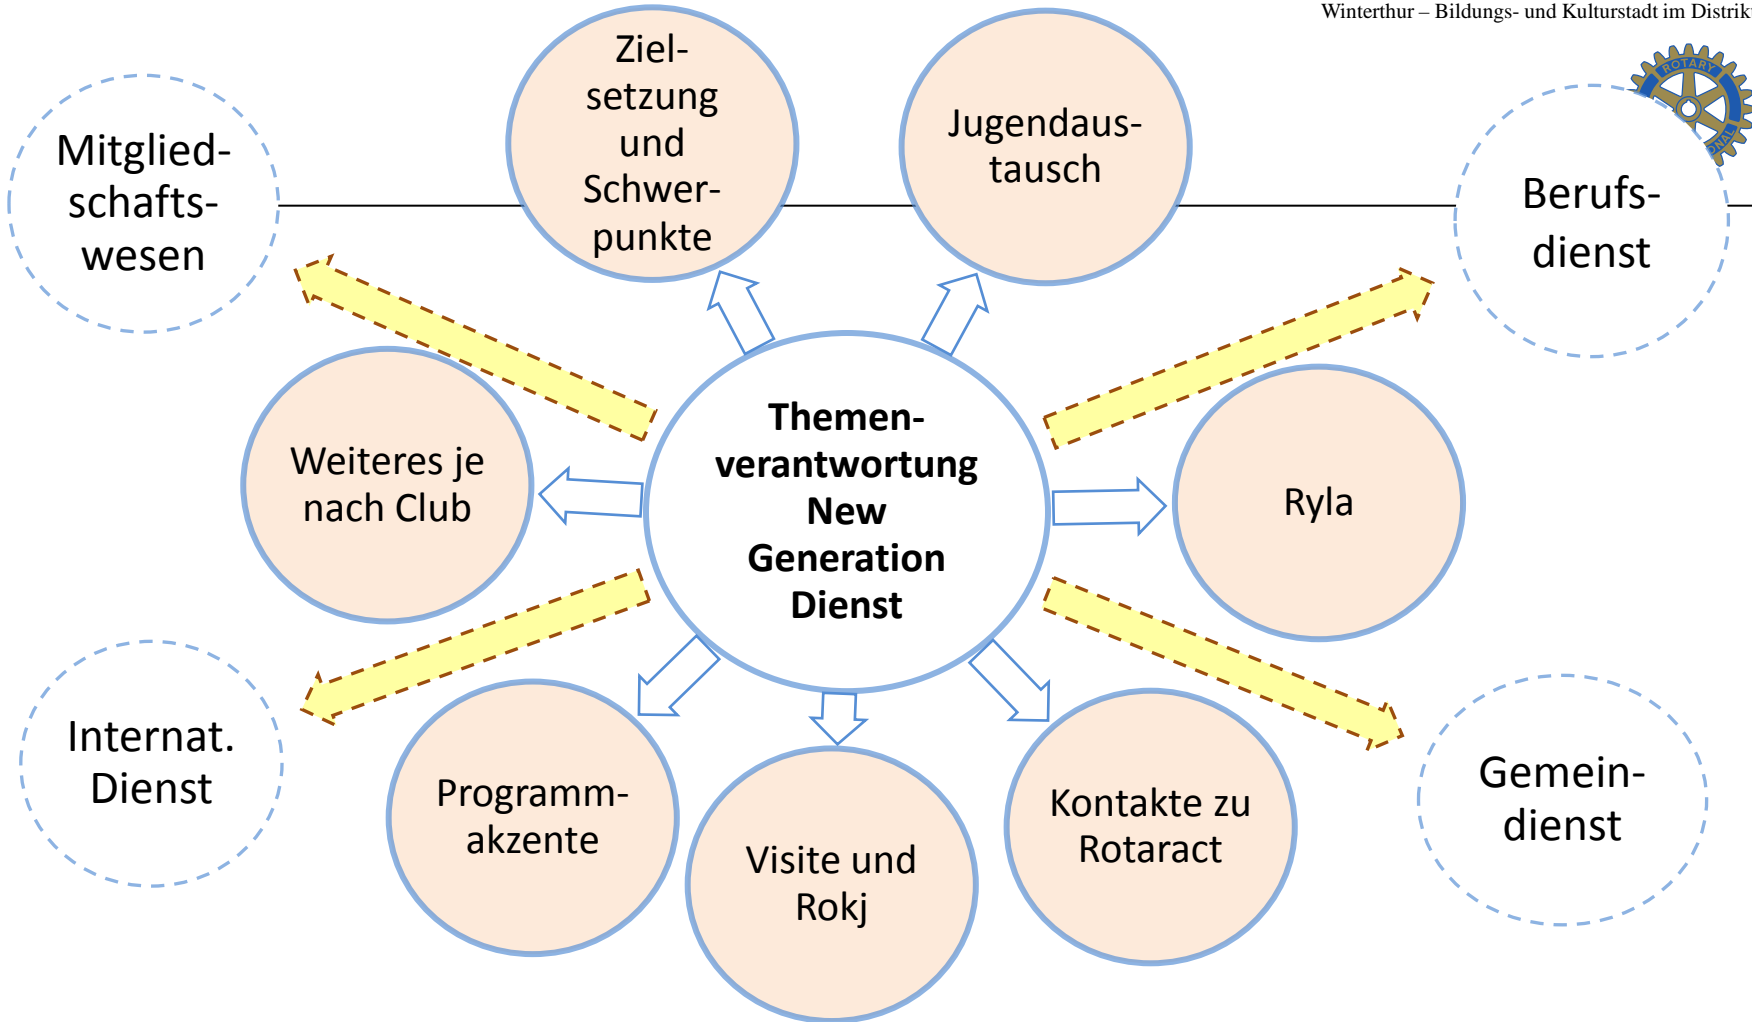 Winterthur – Bildungs- und Kulturstadt im Distrik
ROTARY
ONAL
Ziel-
setzung
und
Schwer-
punkte
Jugendaus-
tausch
Mitglied-
schafts-
wesen
Berufs-
dienst
Themen-
verantwortung
New
Generation
Dienst
Weiteres je
nach Club
Ryla
Internat.
Dienst
Programm-
akzente
Visite und
Rokj
Kontakte zu
Rotaract
Gemein-
dienst